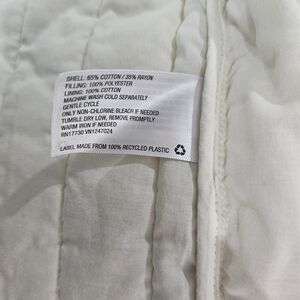 SHELL: 65% COTTON / 35% RAYON
FILLING: 100% POLYESTER
LINING: 100% COTTON
MACHINE WASH COLD SEPARATELY
GENTLE CYCLE
ONLY NON-CHLORINE BLEACH IF NEEDED
TUMBLE DRY LOW, REMOVE PROMPTLY
WARM IRON IF NEEDED
RN17730 VN1247024
LABEL MADE FROM 100% RECYCLED PLASTIC